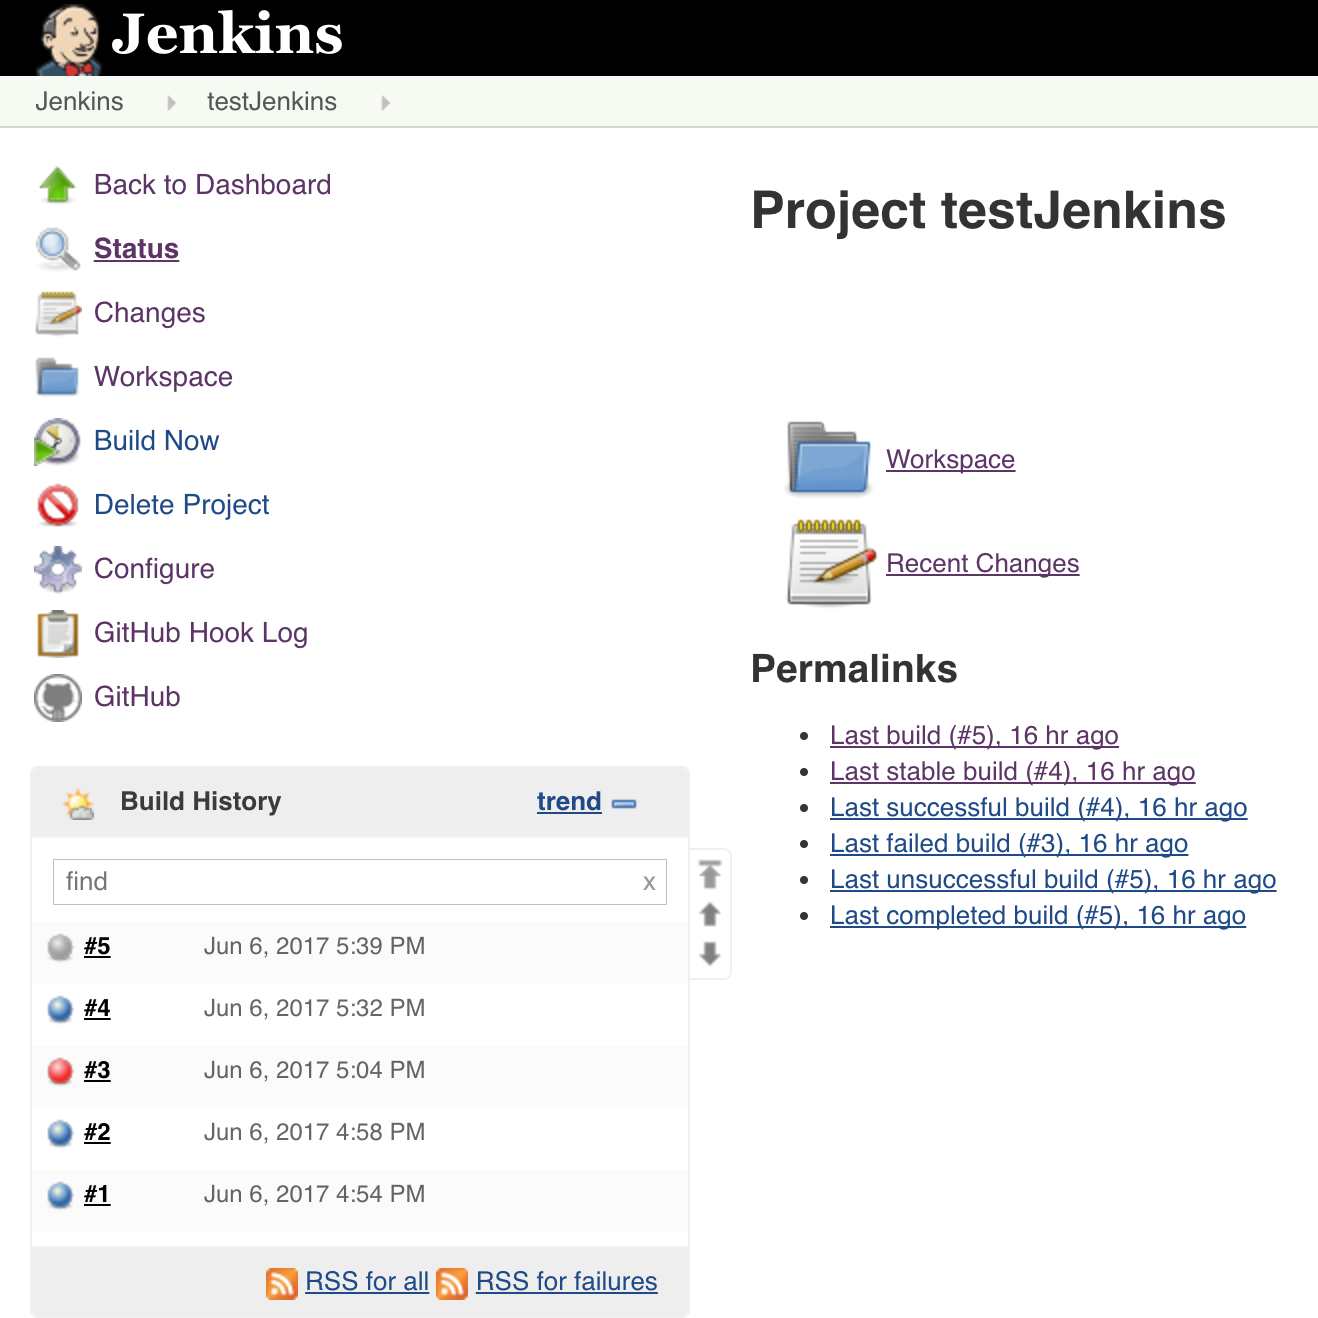 Jenkins
Jenkins testJenkins
Back to Dashboard
Status
Changes
Workspace
Build Now
Delete Project
Configure
GitHub Hook Log
GitHub
Build History trend
find x
#5 Jun 6, 2017 5:39 PM
#4 Jun 6, 2017 5:32 PM
#3 Jun 6, 2017 5:04 PM
#2 Jun 6, 2017 4:58 PM
#1 Jun 6, 2017 4:54 PM
RSS for all RSS for failures
Project testJenkins
Workspace
Recent Changes
Permalinks
Last build (#5), 16 hr ago
Last stable build (#4), 16 hr ago
Last successful build (#4), 16 hr ago
Last failed build (#3), 16 hr ago
Last unsuccessful build (#5), 16 hr ago
Last completed build (#5), 16 hr ago